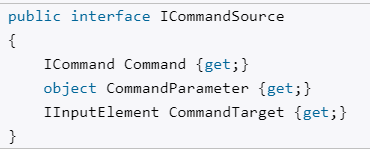 public interface ICommandSource
{
    ICommand Command {get;}
    object CommandParameter {get;}
    IInputElement CommandTarget {get;}
}